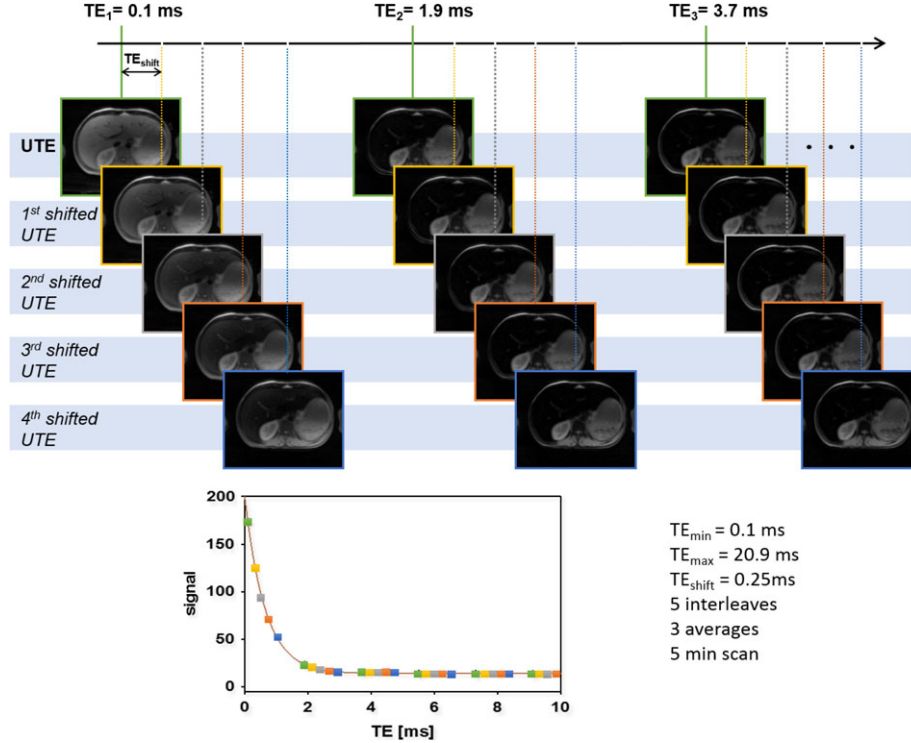 TE1= 0.1 ms
TE2= 1.9 ms
TE3= 3.7 ms
TEshift
UTE
. . .
1st shifted
UTE
2nd shifted
UTE
3rd shifted
UTE
4th shifted
UTE
200
150
100
50
0
signal
0 2 4 6 8 10
TE [ms]
TEmin = 0.1 ms
TEmax = 20.9 ms
TEshift = 0.25ms
5 interleaves
3 averages
5 min scan